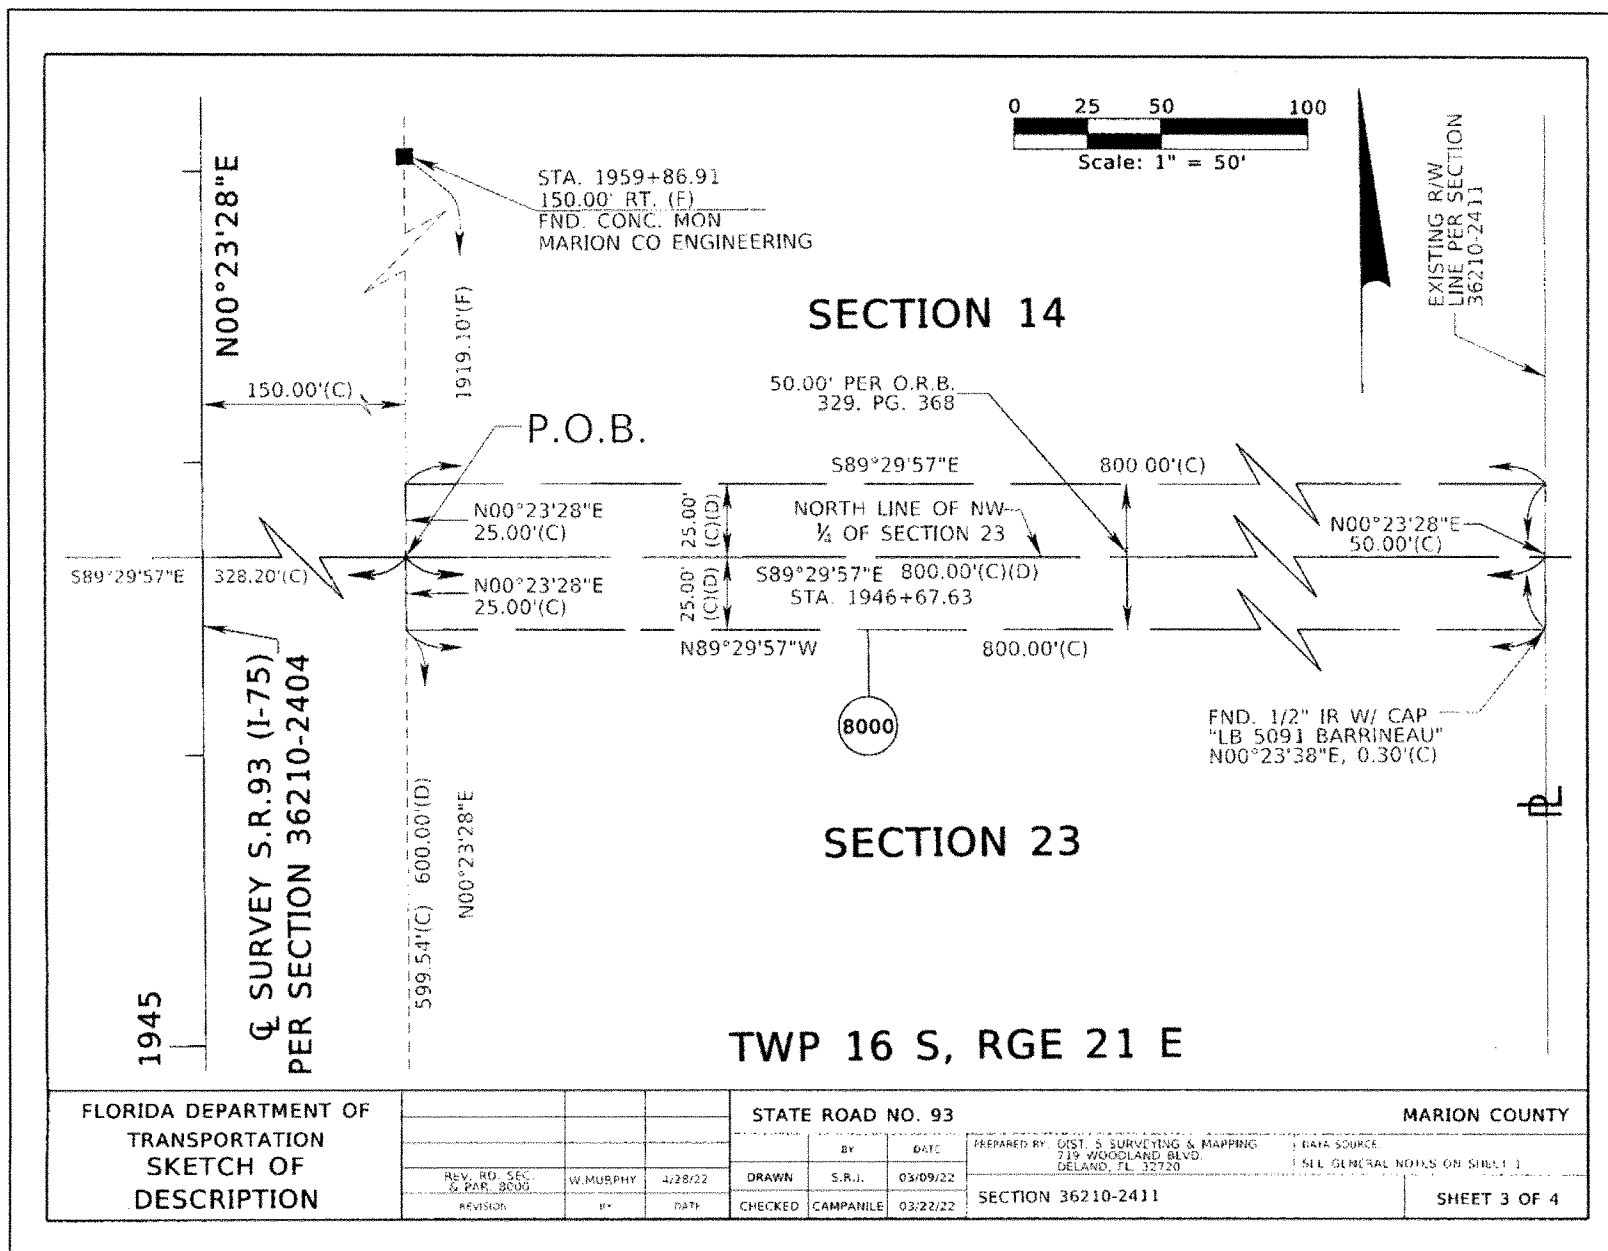 0 25 50 100
Scale: 1" = 50'
N00°23'28"E
STA. 1959+86.91
150.00' RT. (F)
FND. CONC. MON
MARION CO ENGINEERING
EXISTING R/W
LINE PER SECTION
36210-2411
1919.10'(F)
SECTION 14
150.00'(C)
50.00' PER O.R.B.
329. PG. 368
P.O.B.
S89°29'57"E 800.00'(C)
N00°23'28"E
25.00'(C)
25.00'
(C)(D)
NORTH LINE OF NW
¼ OF SECTION 23
N00°23'28"E
50.00'(C)
S89°29'57"E 328.20'(C)
N00°23'28"E
25.00'(C)
25.00'
(C)(D)
S89°29'57"E 800.00'(C)(D)
STA. 1946+67.63
N89°29'57"W 800.00'(C)
8000
FND. 1/2" IR W/ CAP
"LB 5091 BARRINEAU"
N00°23'38"E, 0.30'(C)
℄ SURVEY S.R.93 (I-75)
PER SECTION 36210-2404
599.54'(C) 600.00'(D)
N00°23'28"E
PL
SECTION 23
1945
TWP 16 S, RGE 21 E
FLORIDA DEPARTMENT OF
TRANSPORTATION
SKETCH OF
DESCRIPTION
REV. RD. SEC.
& PAR. 8000 W.MURPHY 4/28/22
REVISION BY DATE
STATE ROAD NO. 93 MARION COUNTY
BY DATE
DRAWN S.R.J. 03/09/22
CHECKED CAMPANILE 03/22/22
PREPARED BY: DIST. 5 SURVEYING & MAPPING
719 WOODLAND BLVD.
DELAND, FL. 32720
DATA SOURCE:
SEE GENERAL NOTES ON SHEET 1
SECTION 36210-2411 SHEET 3 OF 4